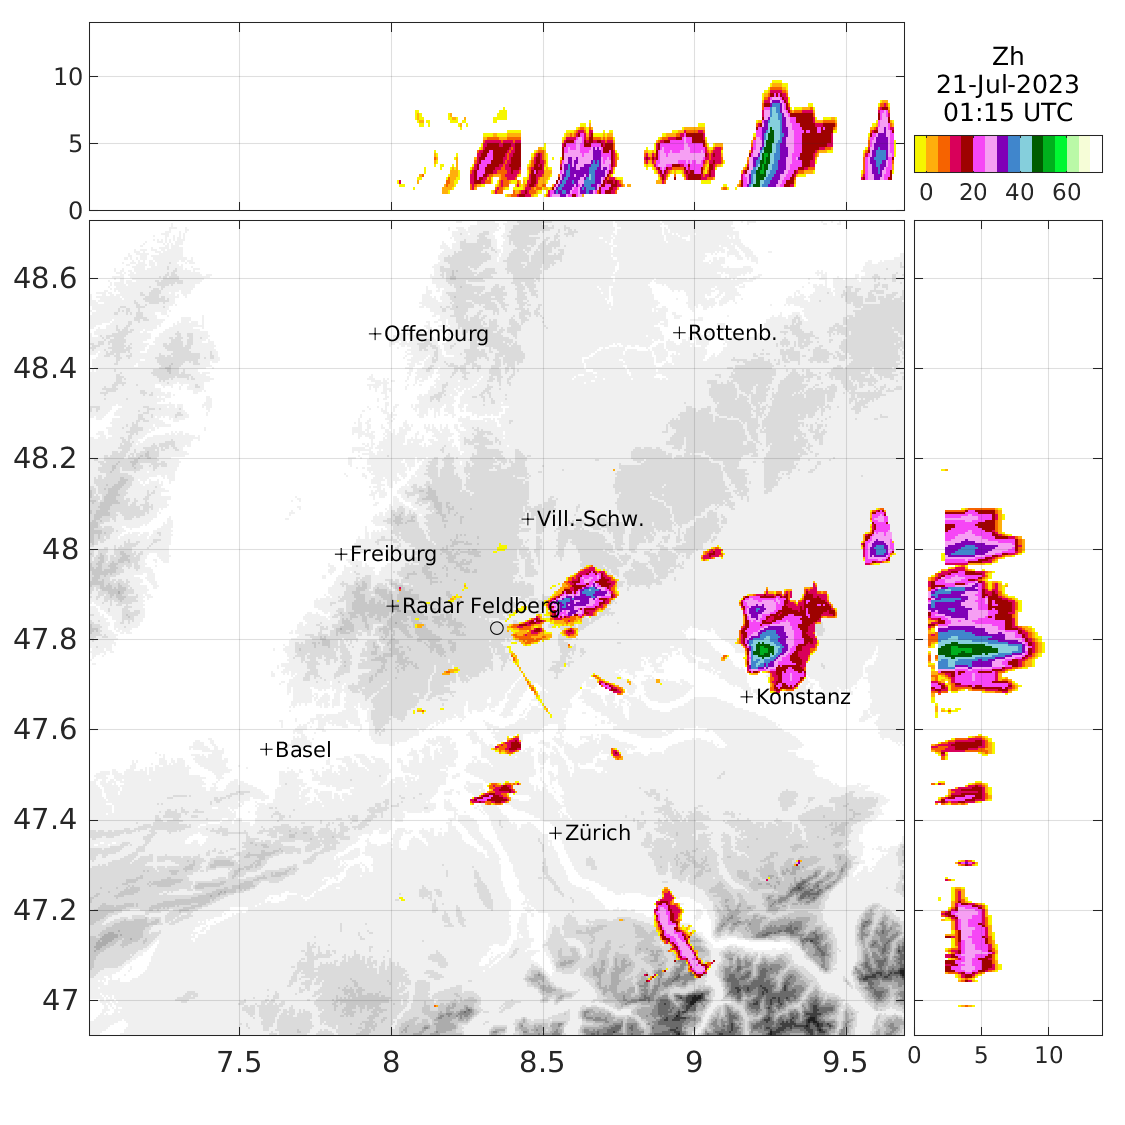 10
5
0
Zh
21-Jul-2023
01:15 UTC
0 20 40 60
48.6
48.4
48.2
48
47.8
47.6
47.4
47.2
47
+Offenburg
+Rottenb.
+Vill.-Schw.
+Freiburg
+Radar Feldberg
+Konstanz
+Basel
+Zürich
7.5 8 8.5 9 9.5
0 5 10